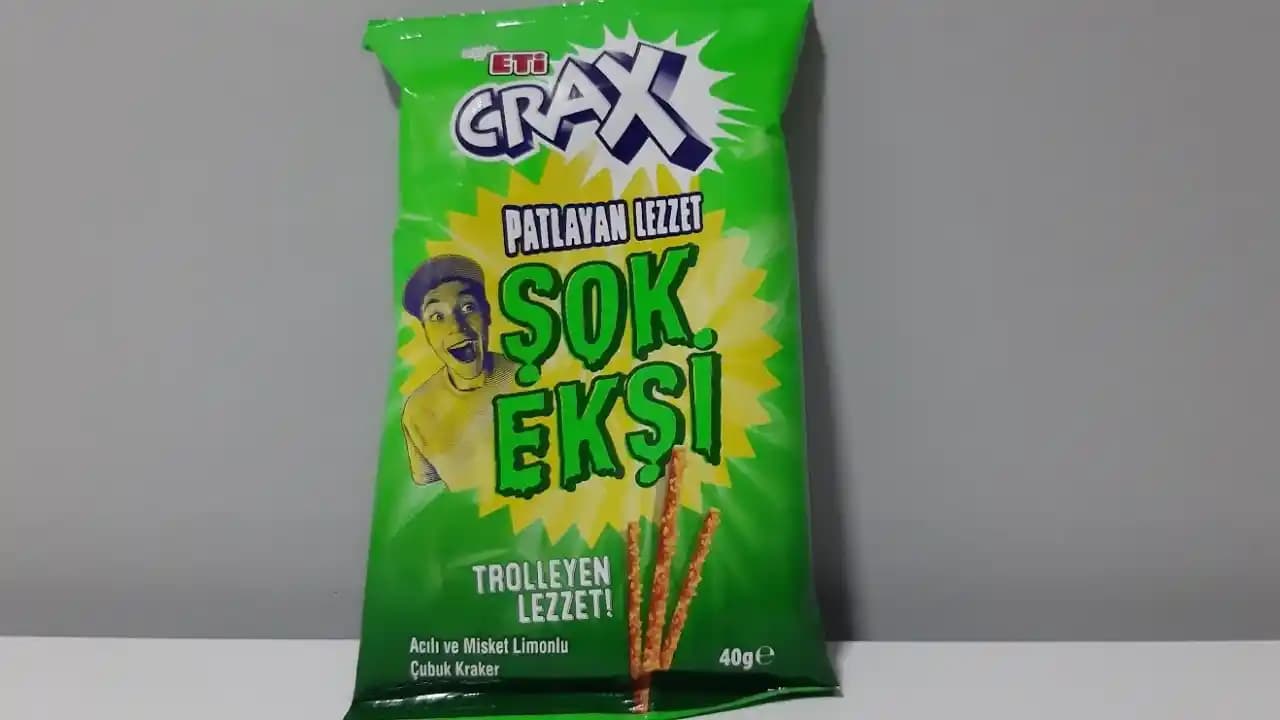 ETİ
CRAX
PATLAYAN LEZZET
ŞOK
EKŞİ
TROLLEYEN
LEZZET!
Acılı ve Misket Limonlu
Çubuk Kraker
40g℮